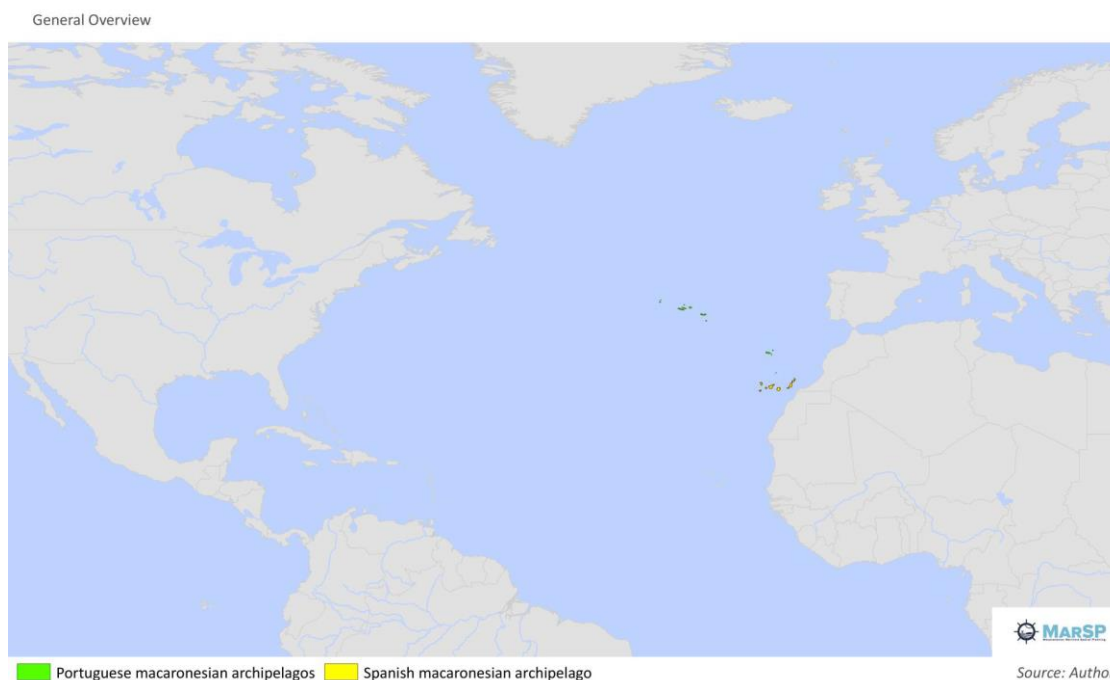 General Overview
MARSP
Portuguese macaronesian archipelagos
Spanish macaronesian archipelago
Source: Autho